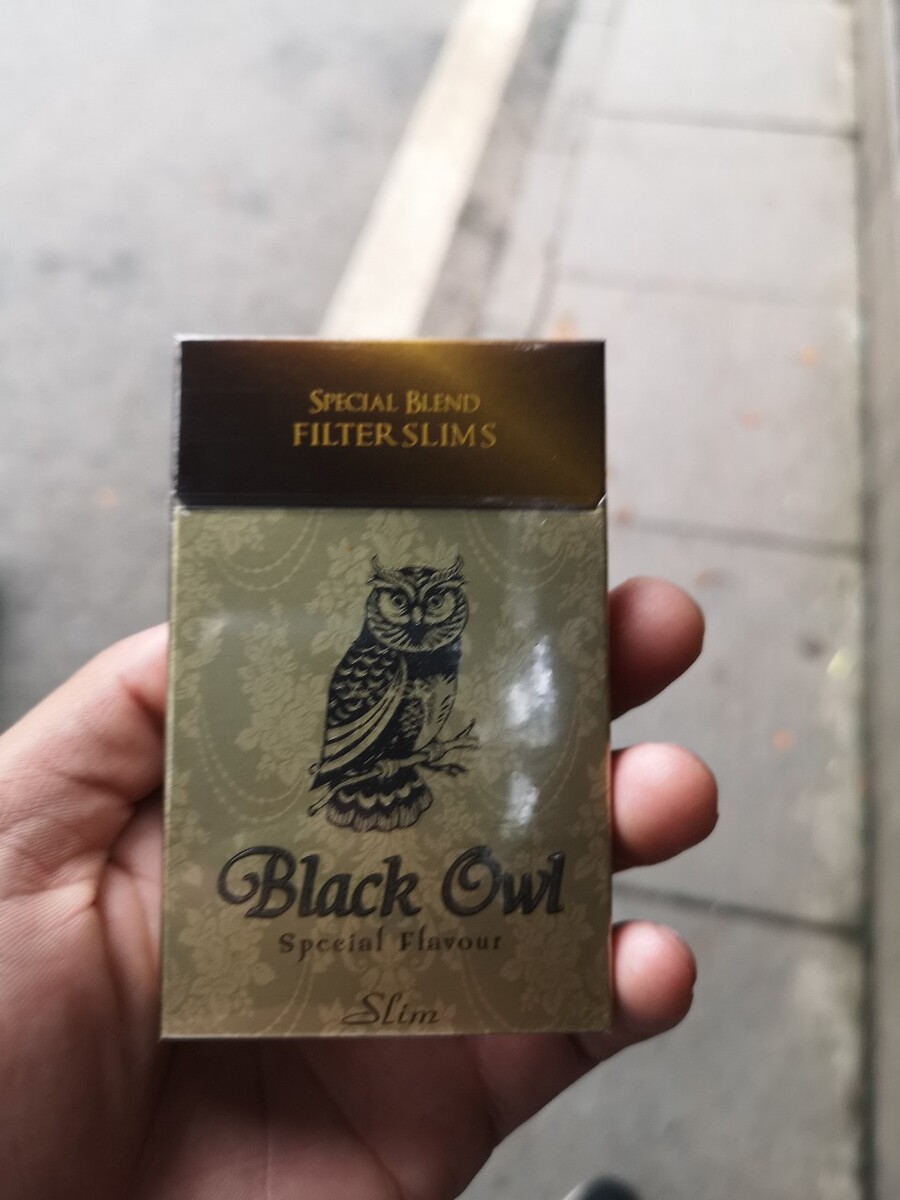 Special Blend
FILTER SLIMS
Black Owl
Special Flavour
Slim